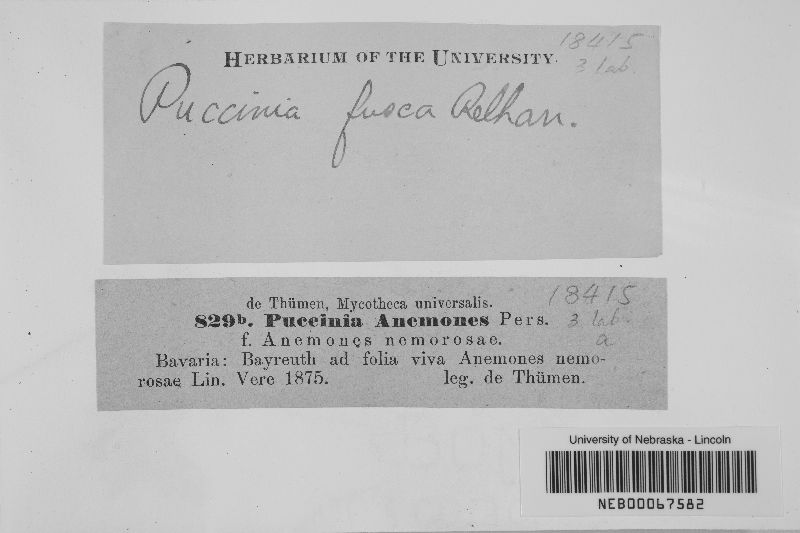 18415
HERBARIUM OF THE UNIVERSITY.
3 lab.
Puccinia fusca Relhan.
de Thümen, Mycotheca universalis.
18415
829b. Puccinia Anemones Pers.
3 lab
f. Anemones nemorosae.
a
Bavaria: Bayreuth ad folia viva Anemones nemo-
rosae Lin. Vere 1875. leg. de Thümen.
University of Nebraska - Lincoln
NEB00067582